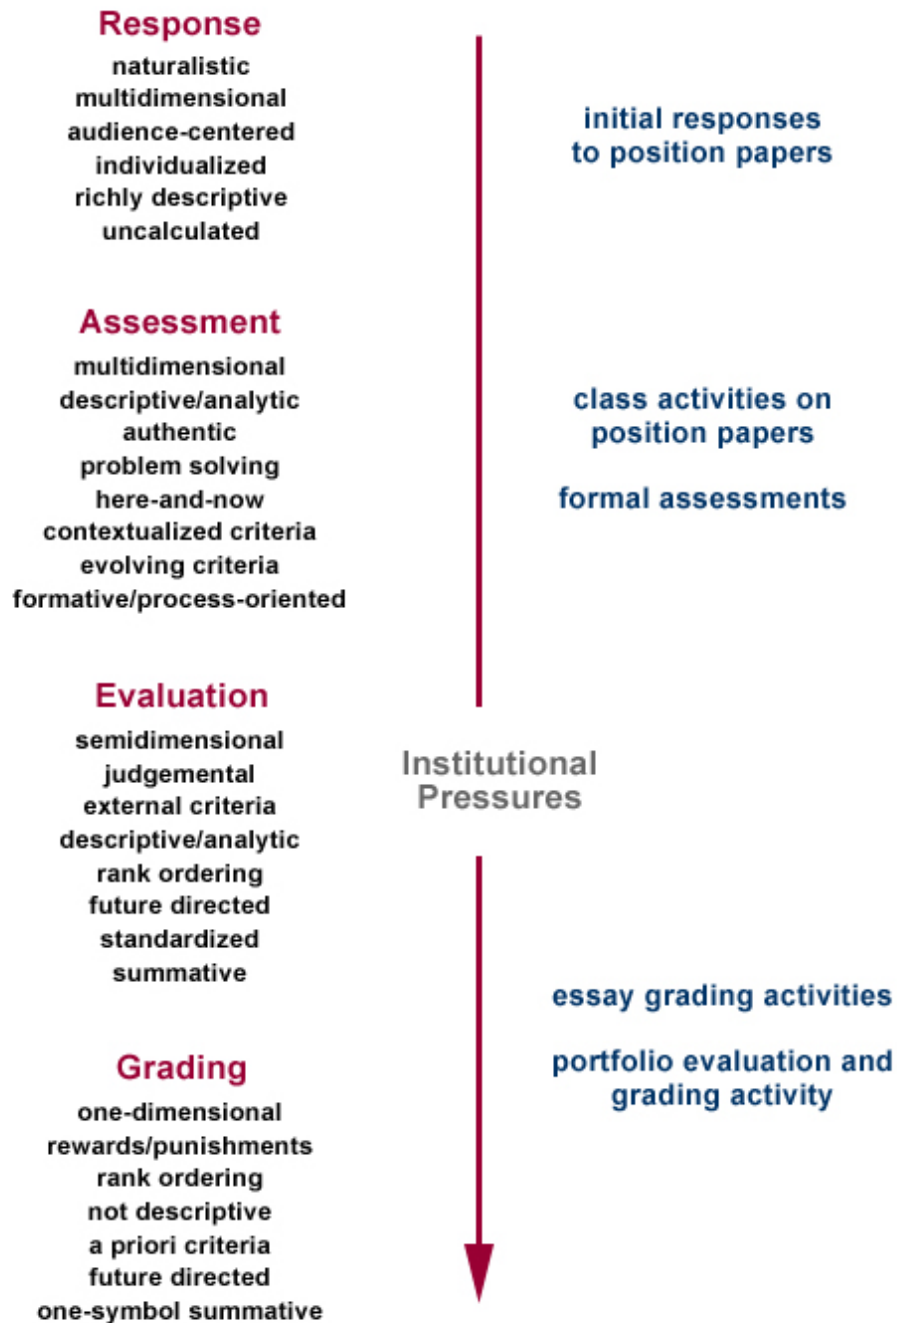 Response
naturalistic
multidimensional
audience-centered
individualized
richly descriptive
uncalculated
initial responses
to position papers
Assessment
multidimensional
descriptive/analytic
authentic
problem solving
here-and-now
contextualized criteria
evolving criteria
formative/process-oriented
class activities on
position papers
formal assessments
Evaluation
semidimensional
judgemental
external criteria
descriptive/analytic
rank ordering
future directed
standardized
summative
Institutional
Pressures
Grading
one-dimensional
rewards/punishments
rank ordering
not descriptive
a priori criteria
future directed
one-symbol summative
essay grading activities
portfolio evaluation and
grading activity